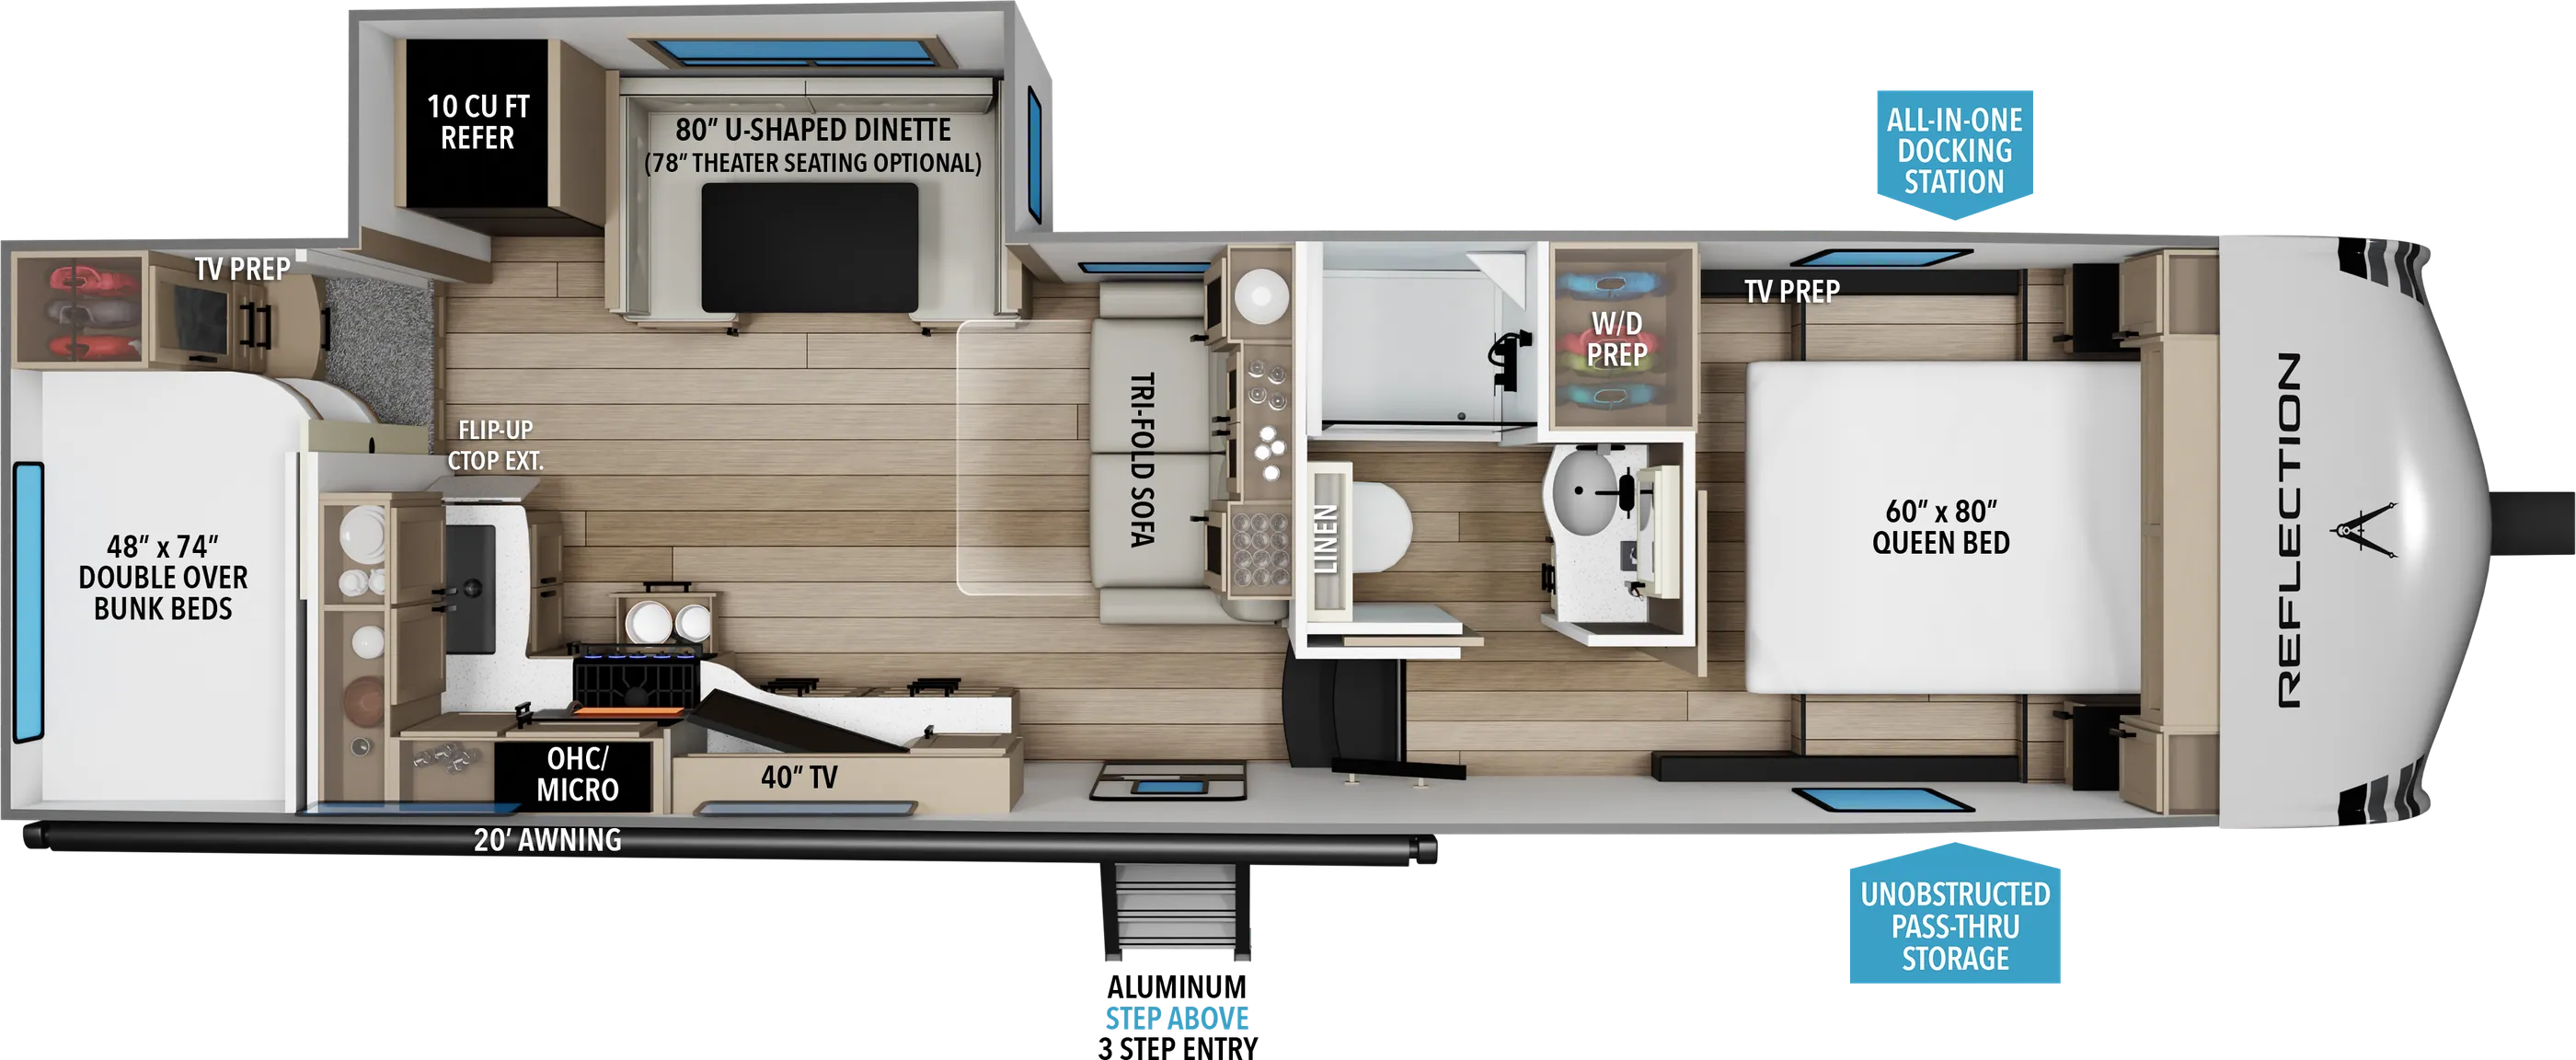 10 CU FT
REFER
80" U-SHAPED DINETTE
(78" THEATER SEATING OPTIONAL)
ALL-IN-ONE
DOCKING
STATION
TV PREP
TV PREP
W/D
PREP
TRI-FOLD SOFA
FLIP-UP
CTOP EXT.
LINEN
48" x 74"
DOUBLE OVER
BUNK BEDS
60" x 80"
QUEEN BED
REFLECTION
OHC/
MICRO
40" TV
20' AWNING
UNOBSTRUCTED
PASS-THRU
STORAGE
ALUMINUM
STEP ABOVE
3 STEP ENTRY